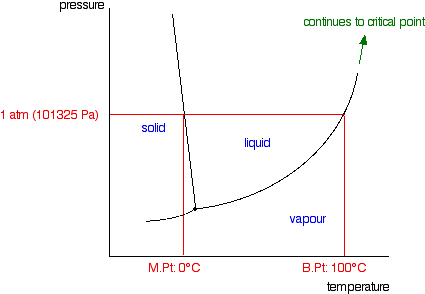 pressure
continues to critical point
1 atm (101325 Pa)
solid
liquid
vapour
M.Pt: 0°C
B.Pt: 100°C
temperature